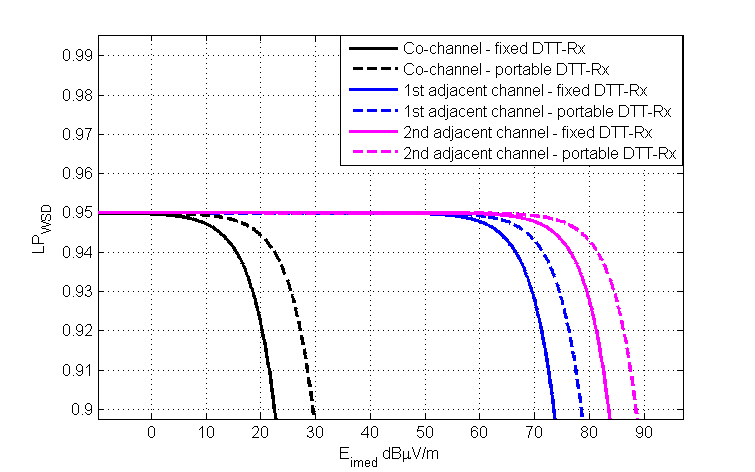 0.99
0.98
0.97
0.96
0.95
0.94
0.93
0.92
0.91
0.9
LP_WSD
Co-channel - fixed DTT-Rx
Co-channel - portable DTT-Rx
1st adjacent channel - fixed DTT-Rx
1st adjacent channel - portable DTT-Rx
2nd adjacent channel - fixed DTT-Rx
2nd adjacent channel - portable DTT-Rx
0 10 20 30 40 50 60 70 80 90
E_imed dBμV/m